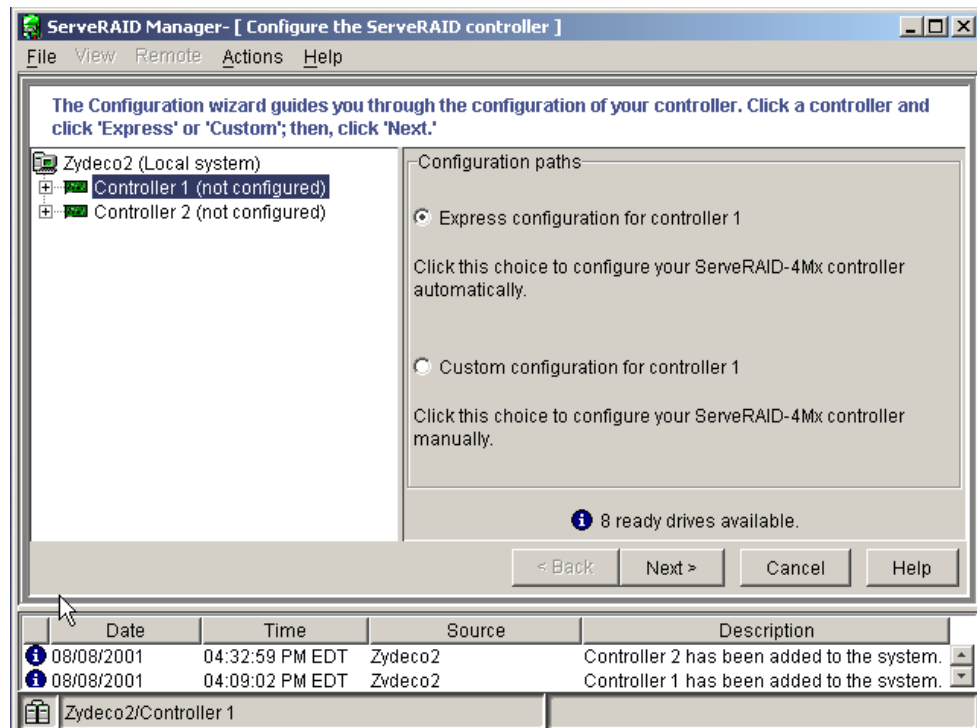 ServeRAID Manager- [ Configure the ServeRAID controller ]
File View Remote Actions Help
The Configuration wizard guides you through the configuration of your controller. Click a controller and
click 'Express' or 'Custom'; then, click 'Next.'
Zydeco2 (Local system)
Controller 1 (not configured)
Controller 2 (not configured)
Configuration paths
Express configuration for controller 1
Click this choice to configure your ServeRAID-4Mx controller
automatically.
Custom configuration for controller 1
Click this choice to configure your ServeRAID-4Mx controller
manually.
8 ready drives available.
< Back Next > Cancel Help
Date Time Source Description
08/08/2001 04:32:59 PM EDT Zydeco2 Controller 2 has been added to the system.
08/08/2001 04:09:02 PM EDT Zydeco2 Controller 1 has been added to the system.
Zydeco2/Controller 1